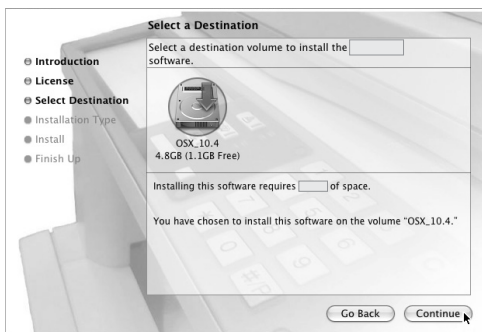 Select a Destination
Introduction
License
Select Destination
Installation Type
Install
Finish Up
Select a destination volume to install the
software.
OSX_10.4
4.8GB (1.1GB Free)
Installing this software requires of space.
You have chosen to install this software on the volume “OSX_10.4.”
Go Back Continue